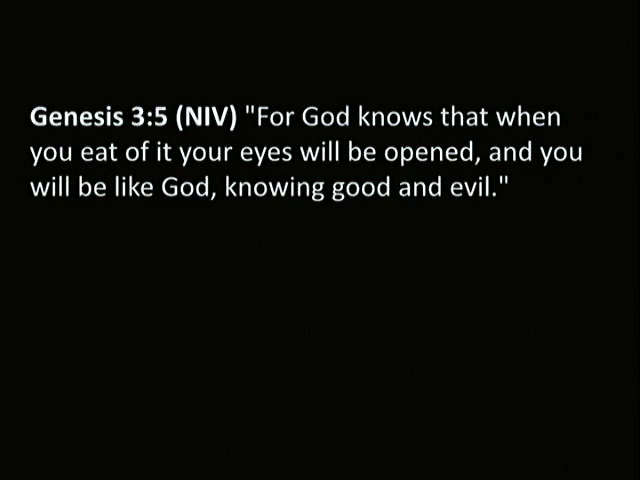 Genesis 3:5 (NIV) "For God knows that when
you eat of it your eyes will be opened, and you
will be like God, knowing good and evil."